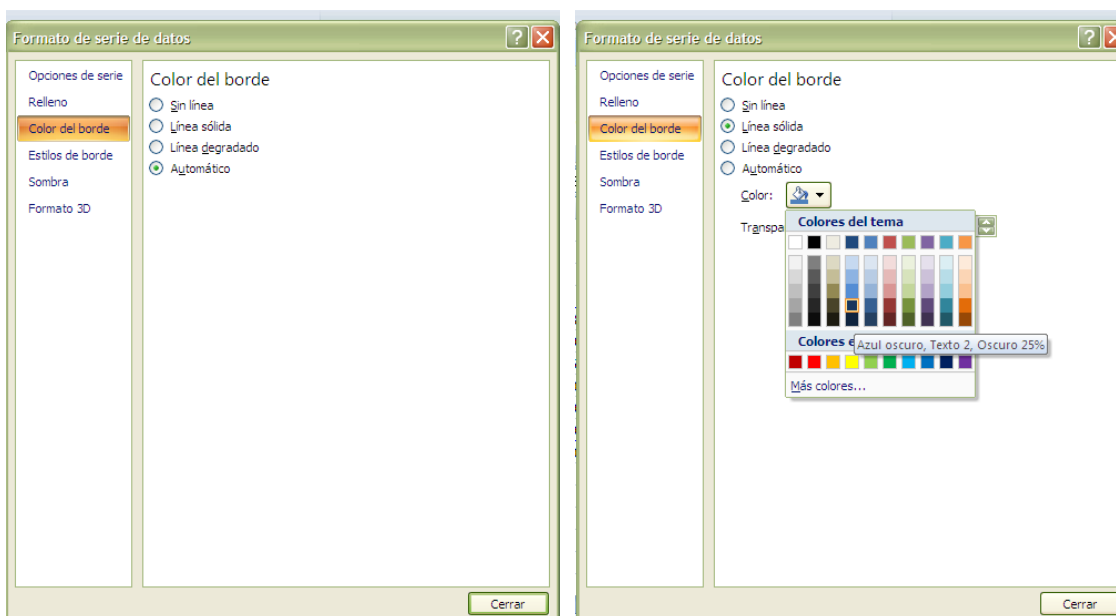 Formato de serie de datos
Opciones de serie
Relleno
Color del borde
Estilos de borde
Sombra
Formato 3D
Color del borde
Sin línea
Línea sólida
Línea degradado
Automático
Cerrar
Formato de serie de datos
Opciones de serie
Relleno
Color del borde
Estilos de borde
Sombra
Formato 3D
Color del borde
Sin línea
Línea sólida
Línea degradado
Automático
Color:
Transpa
Colores del tema
Colores e
Azul oscuro, Texto 2, Oscuro 25%
Más colores...
Cerrar